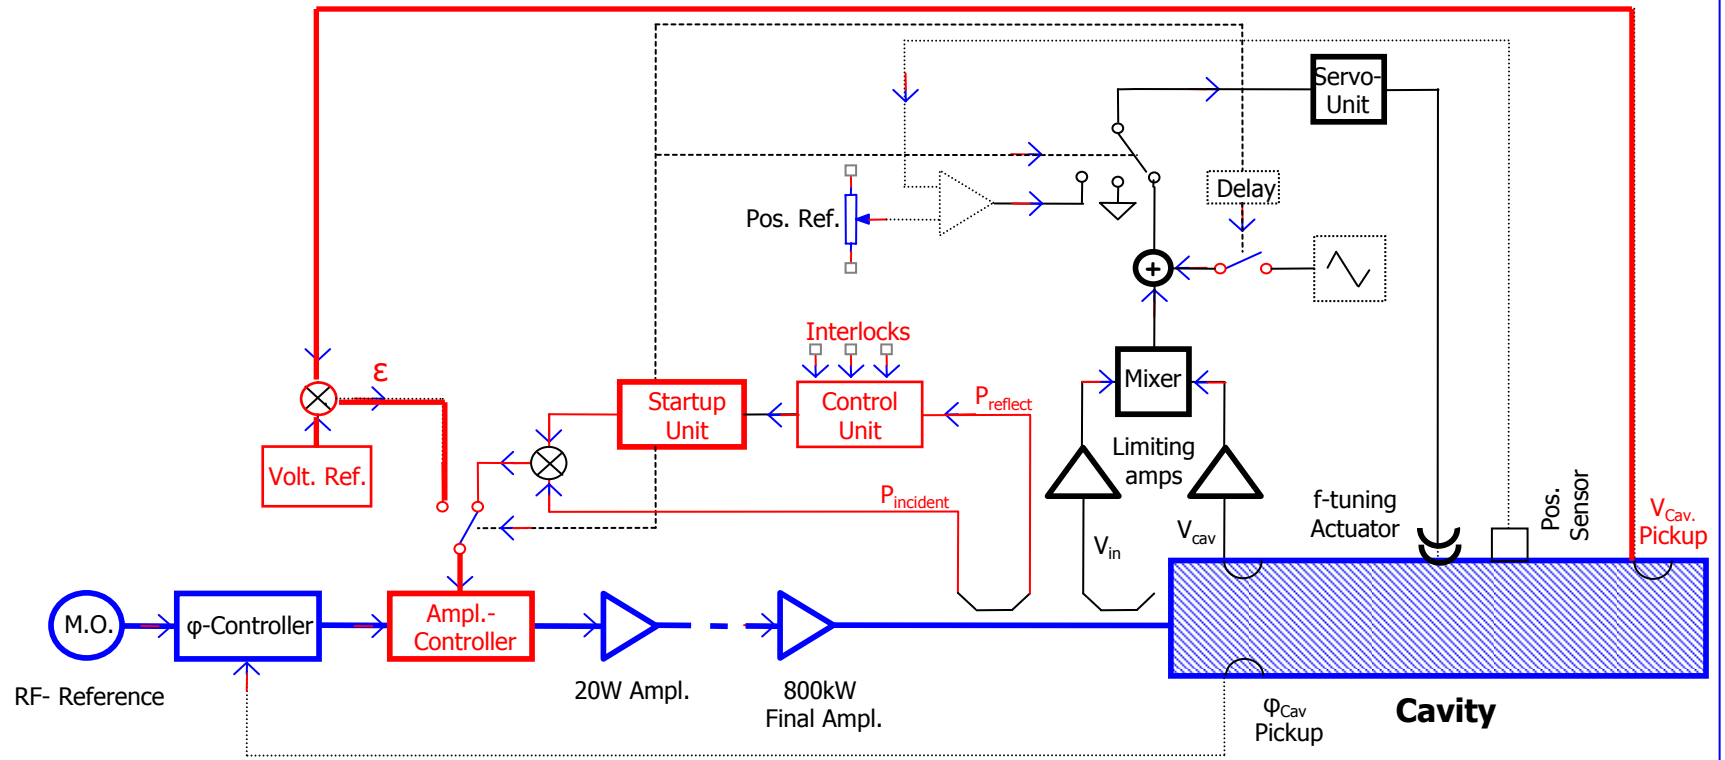 Servo-
Unit
Delay
Pos. Ref.
+
Interlocks
Mixer
ε
Startup
Unit
Control
Unit
Preflect
Limiting
amps
Volt. Ref.
Pincident
f-tuning
Actuator
Pos.
Sensor
VCav.
Pickup
Vin
Vcav
M.O.
φ-Controller
Ampl.-
Controller
RF- Reference
20W Ampl.
800kW
Final Ampl.
φCav
Pickup
Cavity